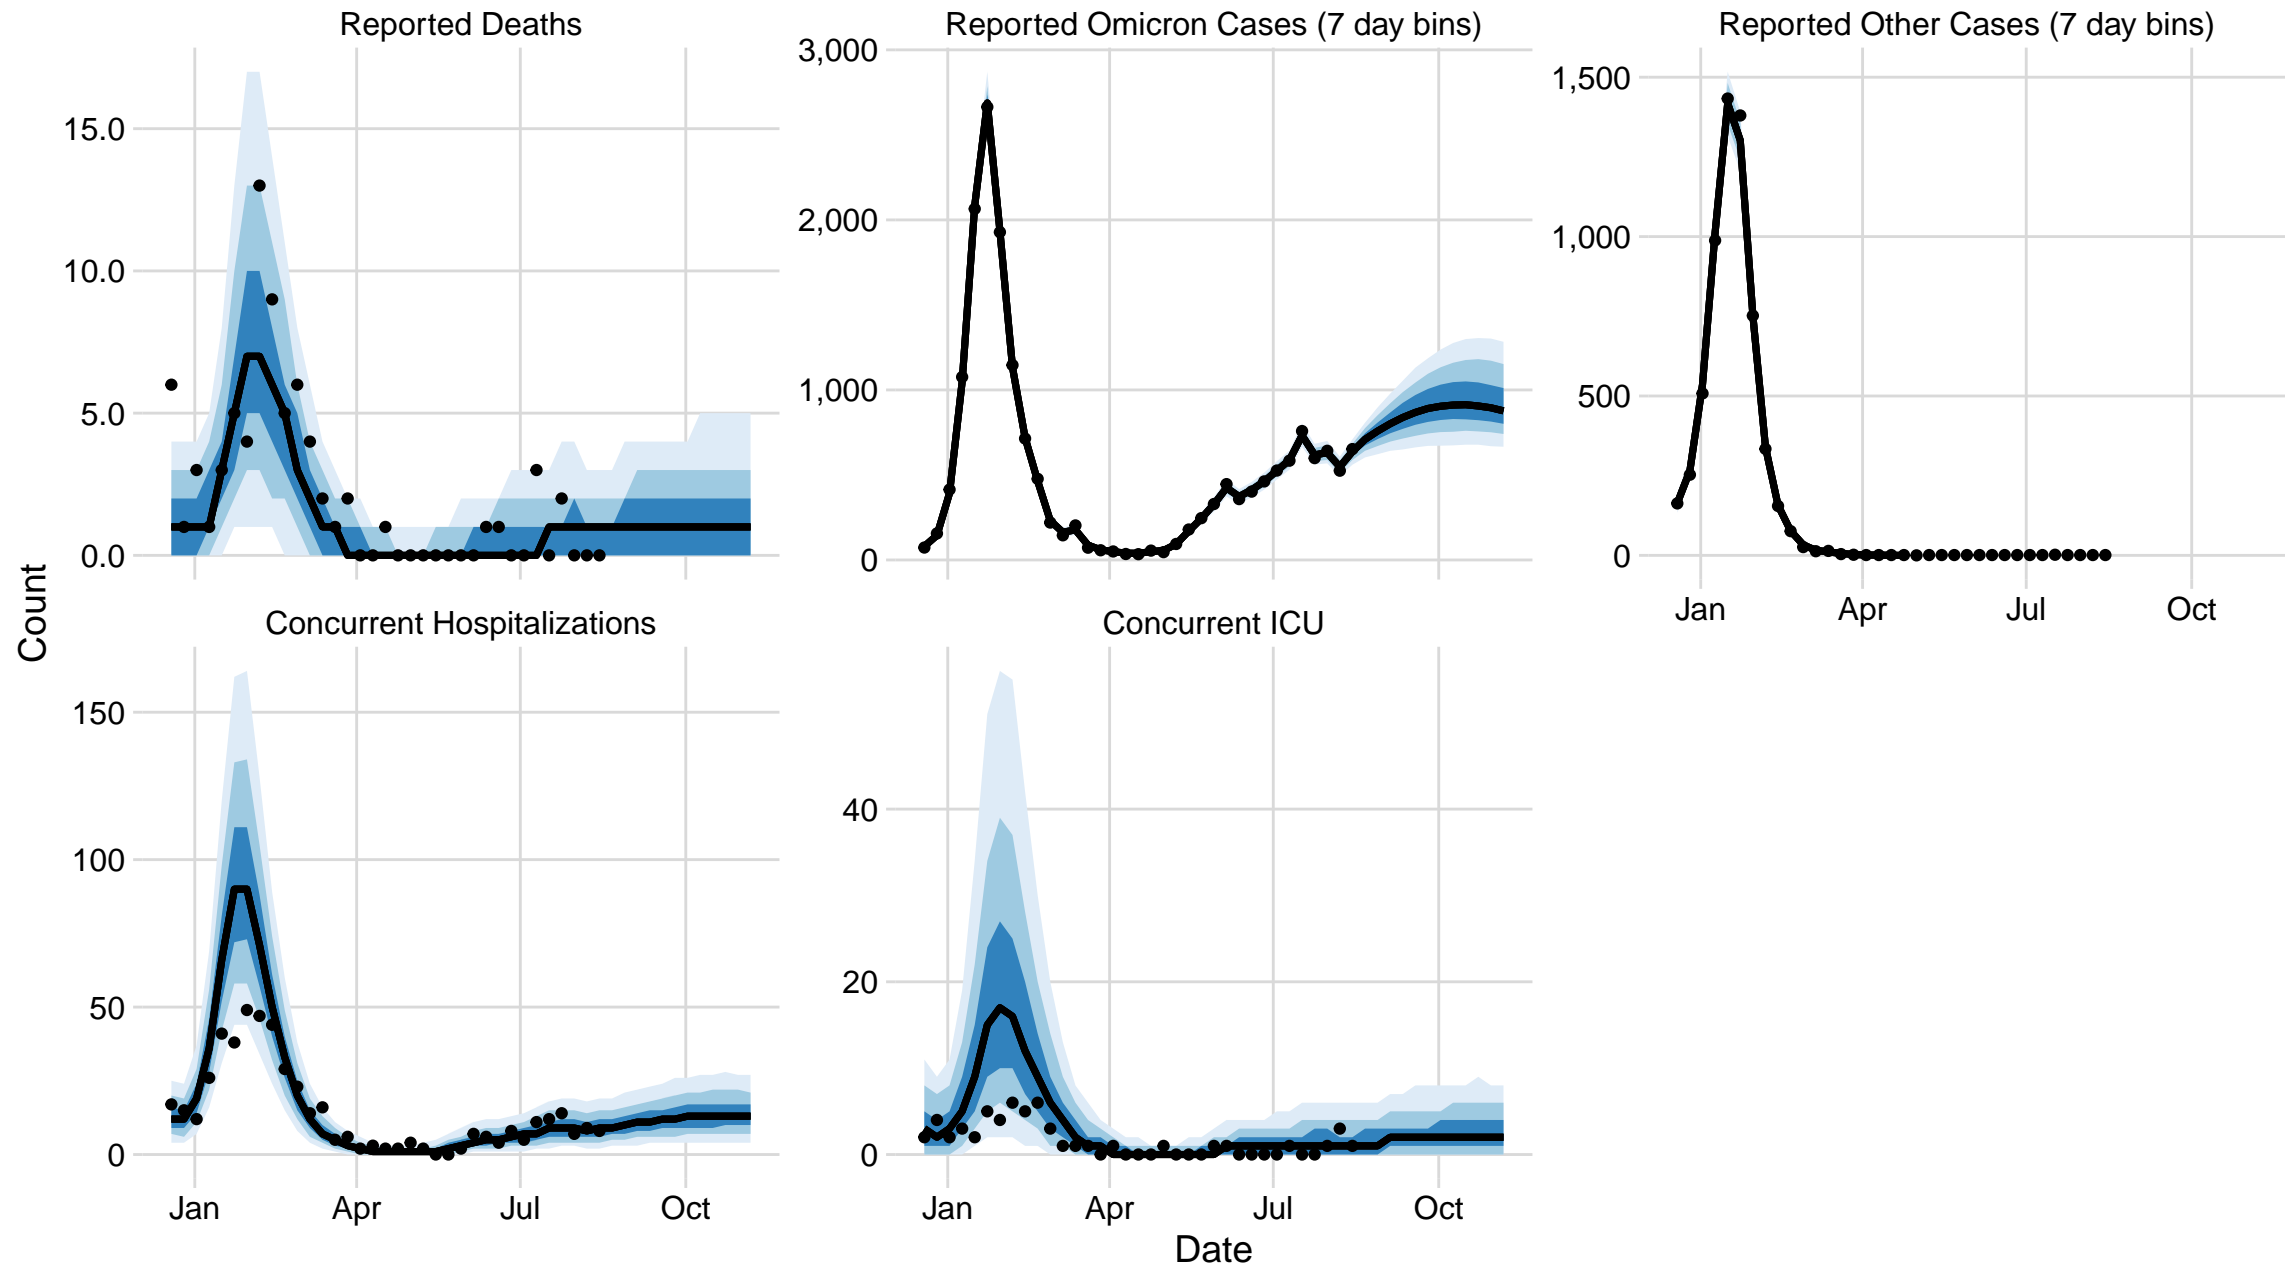 Reported Deaths
Reported Omicron Cases (7 day bins)
Reported Other Cases (7 day bins)
15.0
10.0
5.0
0.0
3,000
2,000
1,000
0
1,500
1,000
500
0
Jan Apr Jul Oct
Count
Concurrent Hospitalizations
Concurrent ICU
150
100
50
0
40
20
0
Jan Apr Jul Oct
Jan Apr Jul Oct
Date